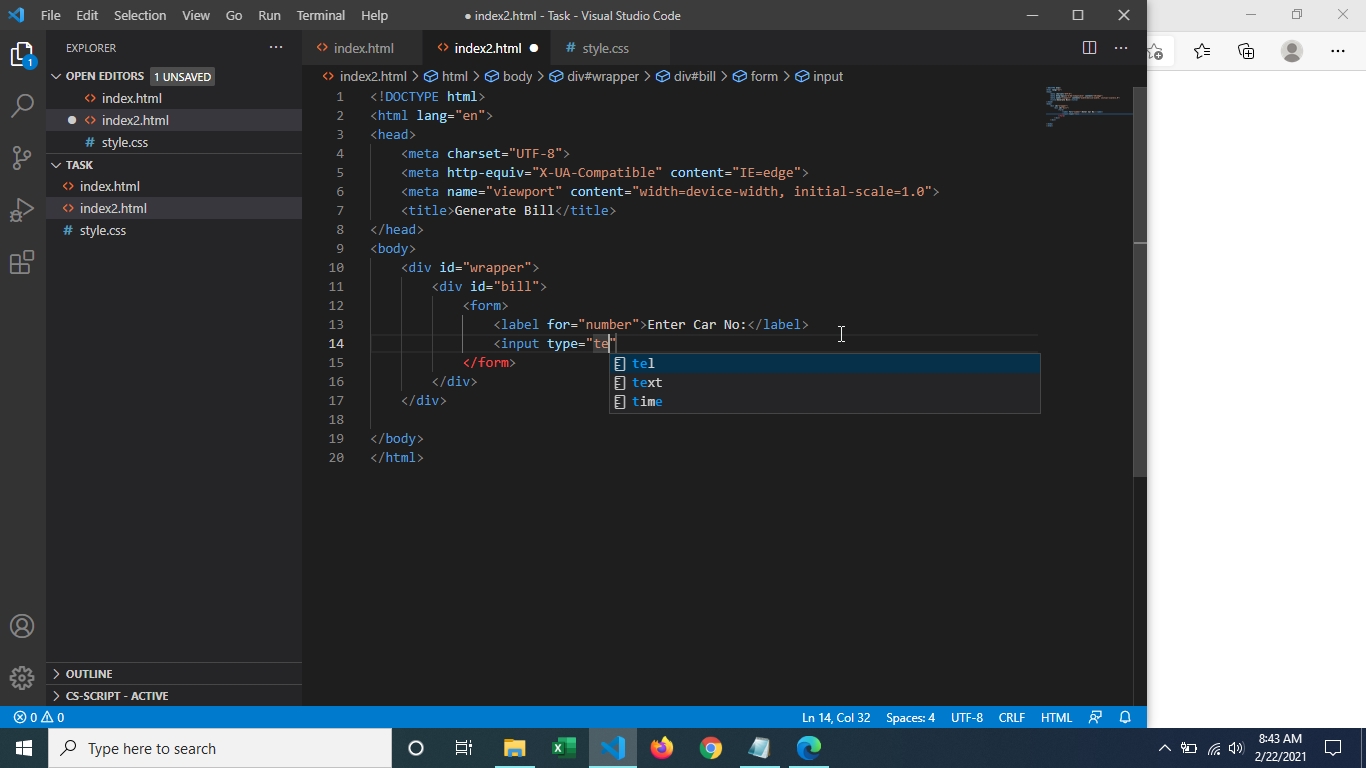 File Edit Selection View Go Run Terminal Help
● index2.html - Task - Visual Studio Code
EXPLORER
index.html
index2.html
style.css
OPEN EDITORS 1 UNSAVED
index.html
index2.html
style.css
TASK
index.html
index2.html
style.css
OUTLINE
CS-SCRIPT - ACTIVE
index2.html > html > body > div#wrapper > div#bill > form > input
1 <!DOCTYPE html>
2 <html lang="en">
3 <head>
4 <meta charset="UTF-8">
5 <meta http-equiv="X-UA-Compatible" content="IE=edge">
6 <meta name="viewport" content="width=device-width, initial-scale=1.0">
7 <title>Generate Bill</title>
8 </head>
9 <body>
10 <div id="wrapper">
11 <div id="bill">
12 <form>
13 <label for="number">Enter Car No:</label>
14 <input type="te"
15 </form>
16 </div>
17 </div>
18
19 </body>
20 </html>
tel
text
time
1
0 0
Ln 14, Col 32 Spaces: 4 UTF-8 CRLF HTML
Type here to search
8:43 AM
2/22/2021